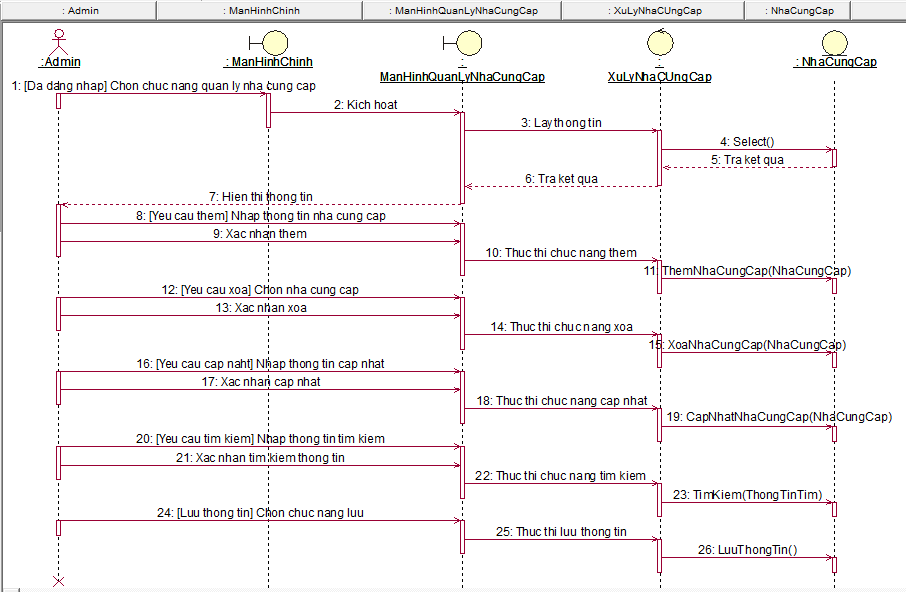 : Admin
: ManHinhChinh
: ManHinhQuanLyNhaCungCap
: XuLyNhaCUngCap
: NhaCungCap
: Admin
: ManHinhChinh
:
ManHinhQuanLyNhaCungCap
:
XuLyNhaCUngCap
: NhaCungCap
1: [Da dang nhap] Chon chuc nang quan ly nha cung cap
2: Kich hoat
3: Lay thong tin
4: Select()
5: Tra ket qua
6: Tra ket qua
7: Hien thi thong tin
8: [Yeu cau them] Nhap thong tin nha cung cap
9: Xac nhan them
10: Thuc thi chuc nang them
11: ThemNhaCungCap(NhaCungCap)
12: [Yeu cau xoa] Chon nha cung cap
13: Xac nhan xoa
14: Thuc thi chuc nang xoa
15: XoaNhaCungCap(NhaCungCap)
16: [Yeu cau cap naht] Nhap thong tin cap nhat
17: Xac nhan cap nhat
18: Thuc thi chuc nang cap nhat
19: CapNhatNhaCungCap(NhaCungCap)
20: [Yeu cau tim kiem] Nhap thong tin tim kiem
21: Xac nhan tim kiem thong tin
22: Thuc thi chuc nang tim kiem
23: TimKiem(ThongTinTim)
24: [Luu thong tin] Chon chuc nang luu
25: Thuc thi luu thong tin
26: LuuThongTin()